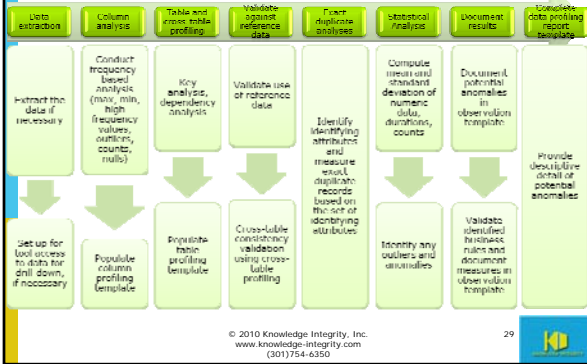 Data
extraction
Column
analysis
Table and
cross table
profiling
Validate
against
reference
data
Exact
duplicate
analyses
Statistical
Analysis
Document
results
Complete
data profiling
report
template
Extract the
data if
necessary
Set up for
tool access
to data for
drill down,
if necessary
Conduct
frequency
based
analysis
(max, min,
high
frequency
values,
outliers,
counts,
nulls)
Populate
column
profiling
template
Key
analysis,
dependency
analysis
Populate
table
profiling
template
Validate use
of reference
data
Cross-table
consistency
validation
using cross-
table
profiling
Identify
identifying
attributes
and
measure
exact
duplicate
records
based on
the set of
identifying
attributes
Compute
mean and
standard
deviation of
numeric
data,
durations,
counts
Identify any
outliers and
anomalies
Document
potential
anomalies
in
observation
template
Validate
identified
business
rules and
document
measures in
observation
template
Provide
descriptive
detail of
potential
anomalies
© 2010 Knowledge Integrity, Inc.
www.knowledge-integrity.com
(301)754-6350
29